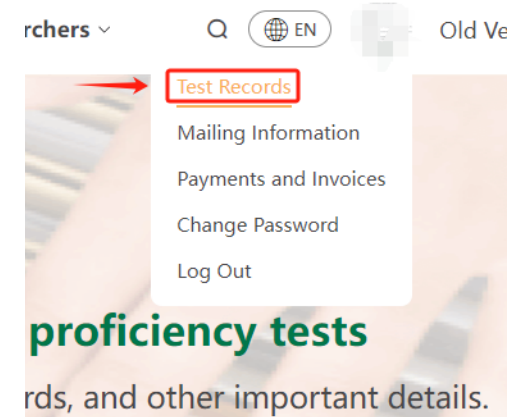 rchers EN Old Ve
Test Records
Mailing Information
Payments and Invoices
Change Password
Log Out
proficiency tests
rds, and other important details.